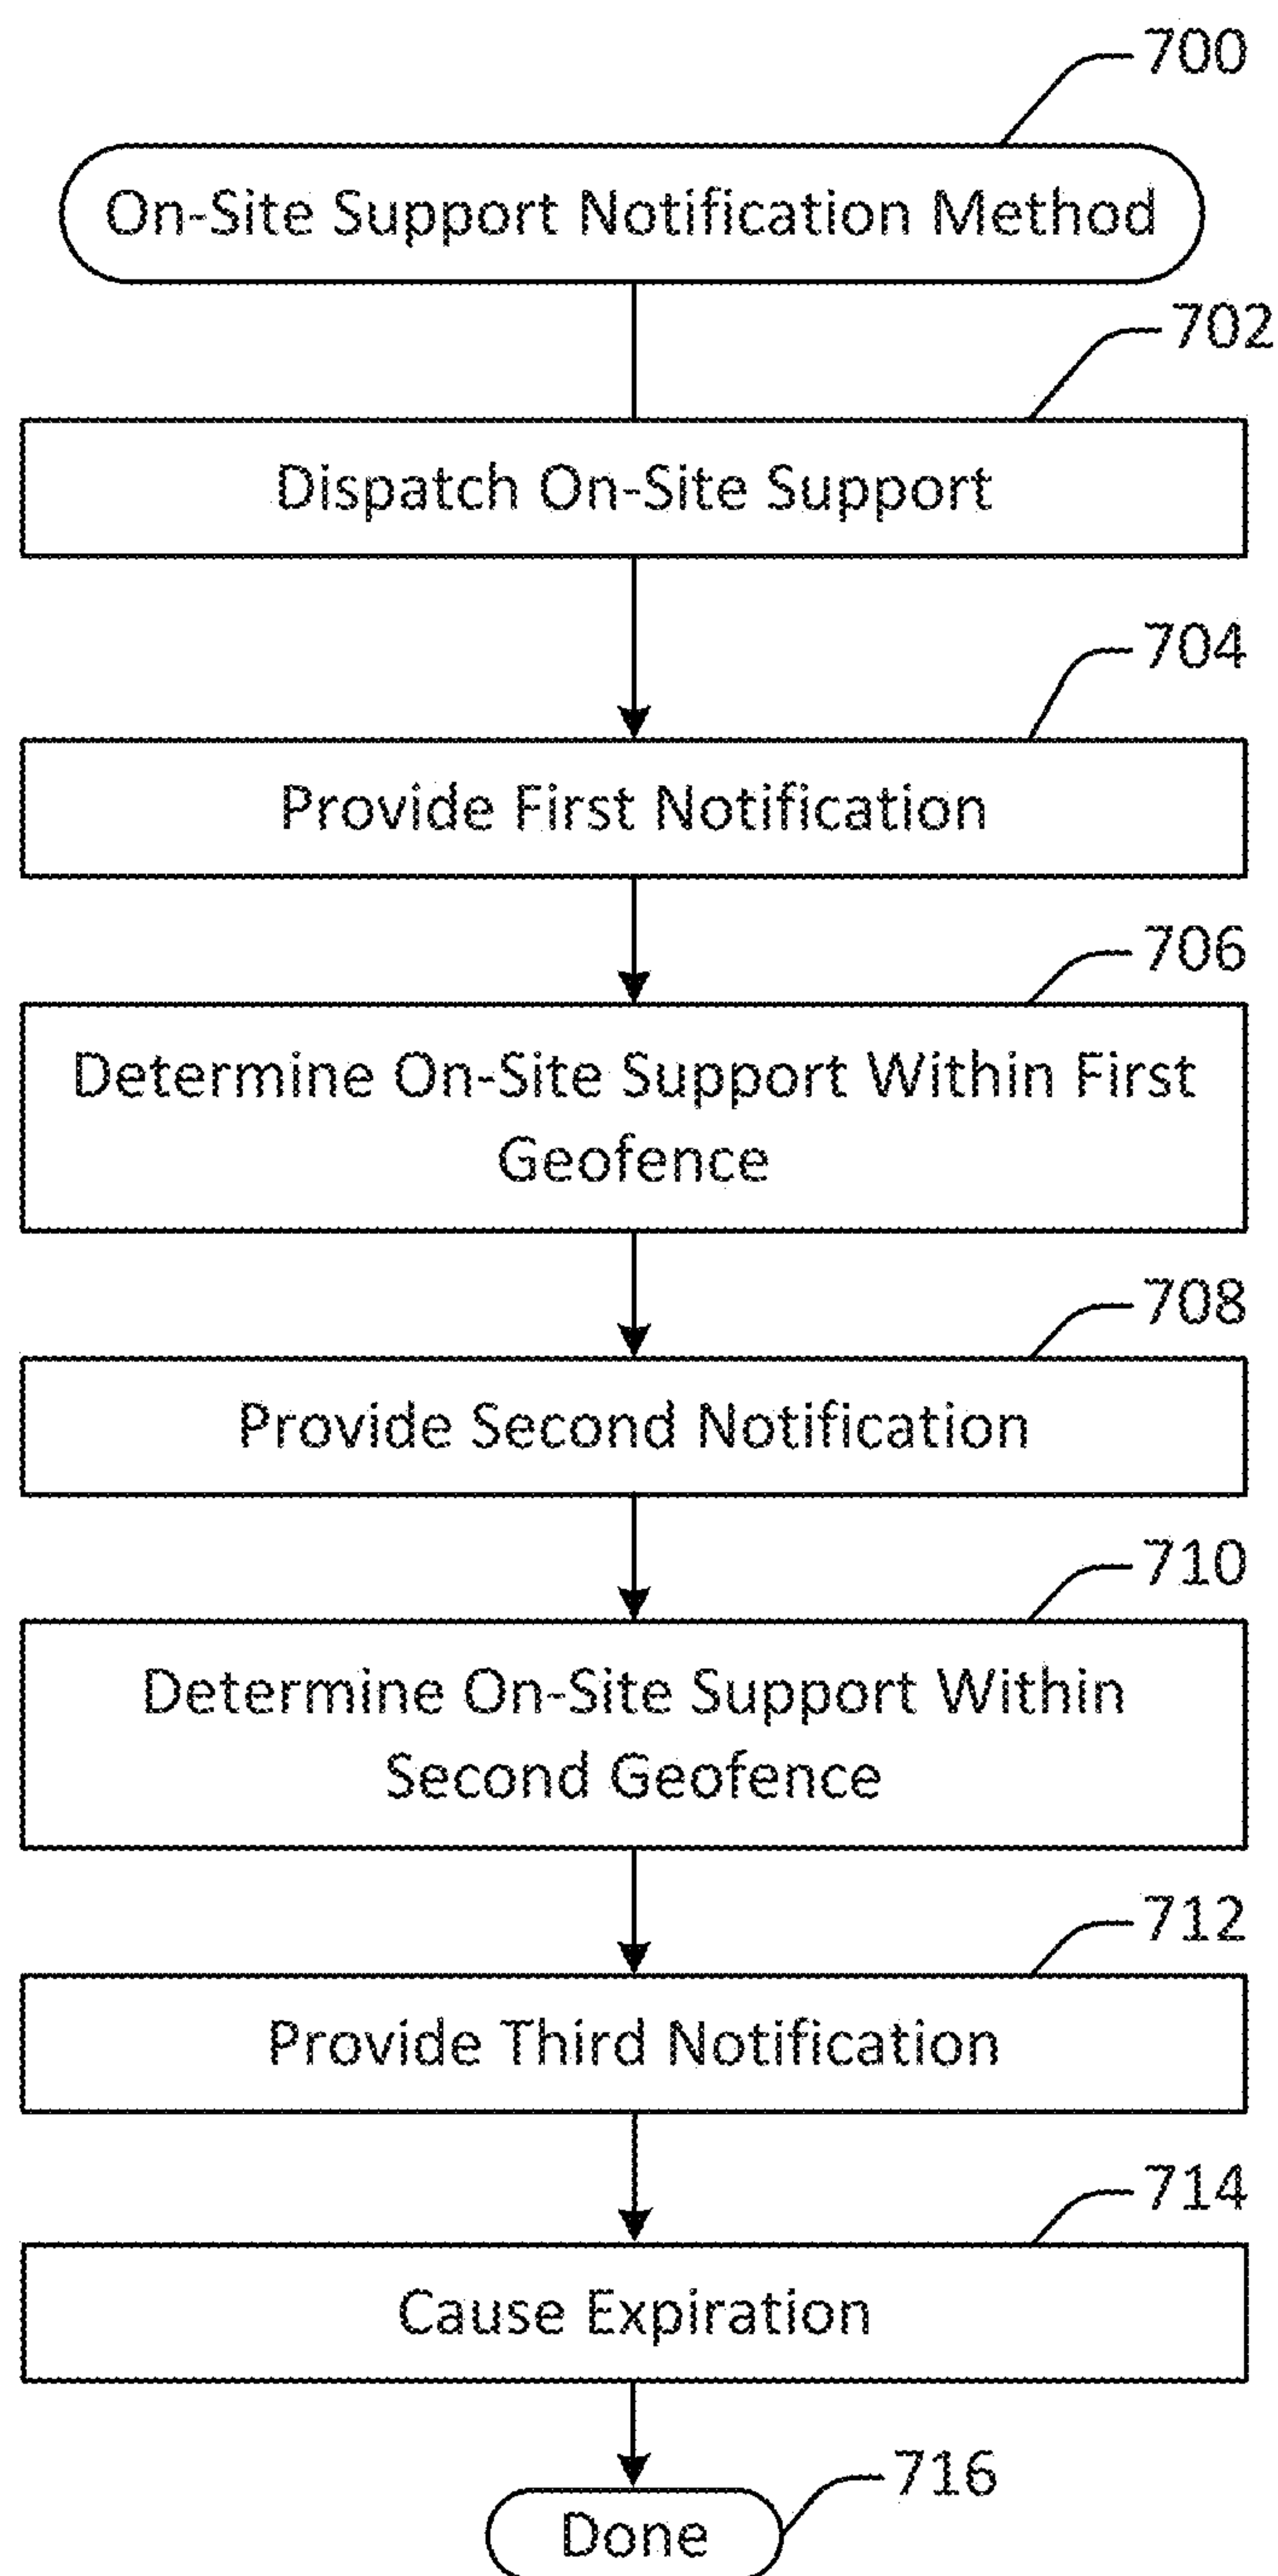 700
On-Site Support Notification Method
702
Dispatch On-Site Support
704
Provide First Notification
706
Determine On-Site Support Within First
Geofence
708
Provide Second Notification
710
Determine On-Site Support Within
Second Geofence
712
Provide Third Notification
714
Cause Expiration
716
Done